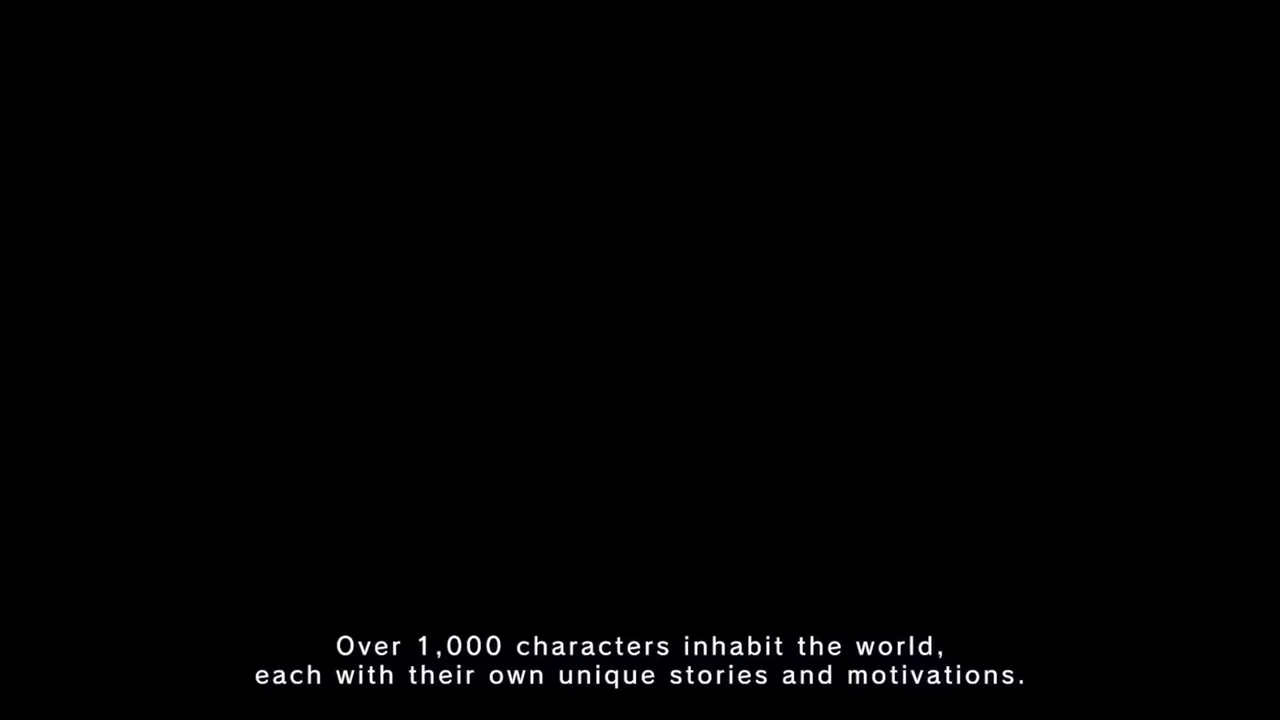 Over 1,000 characters inhabit the world,
each with their own unique stories and motivations.